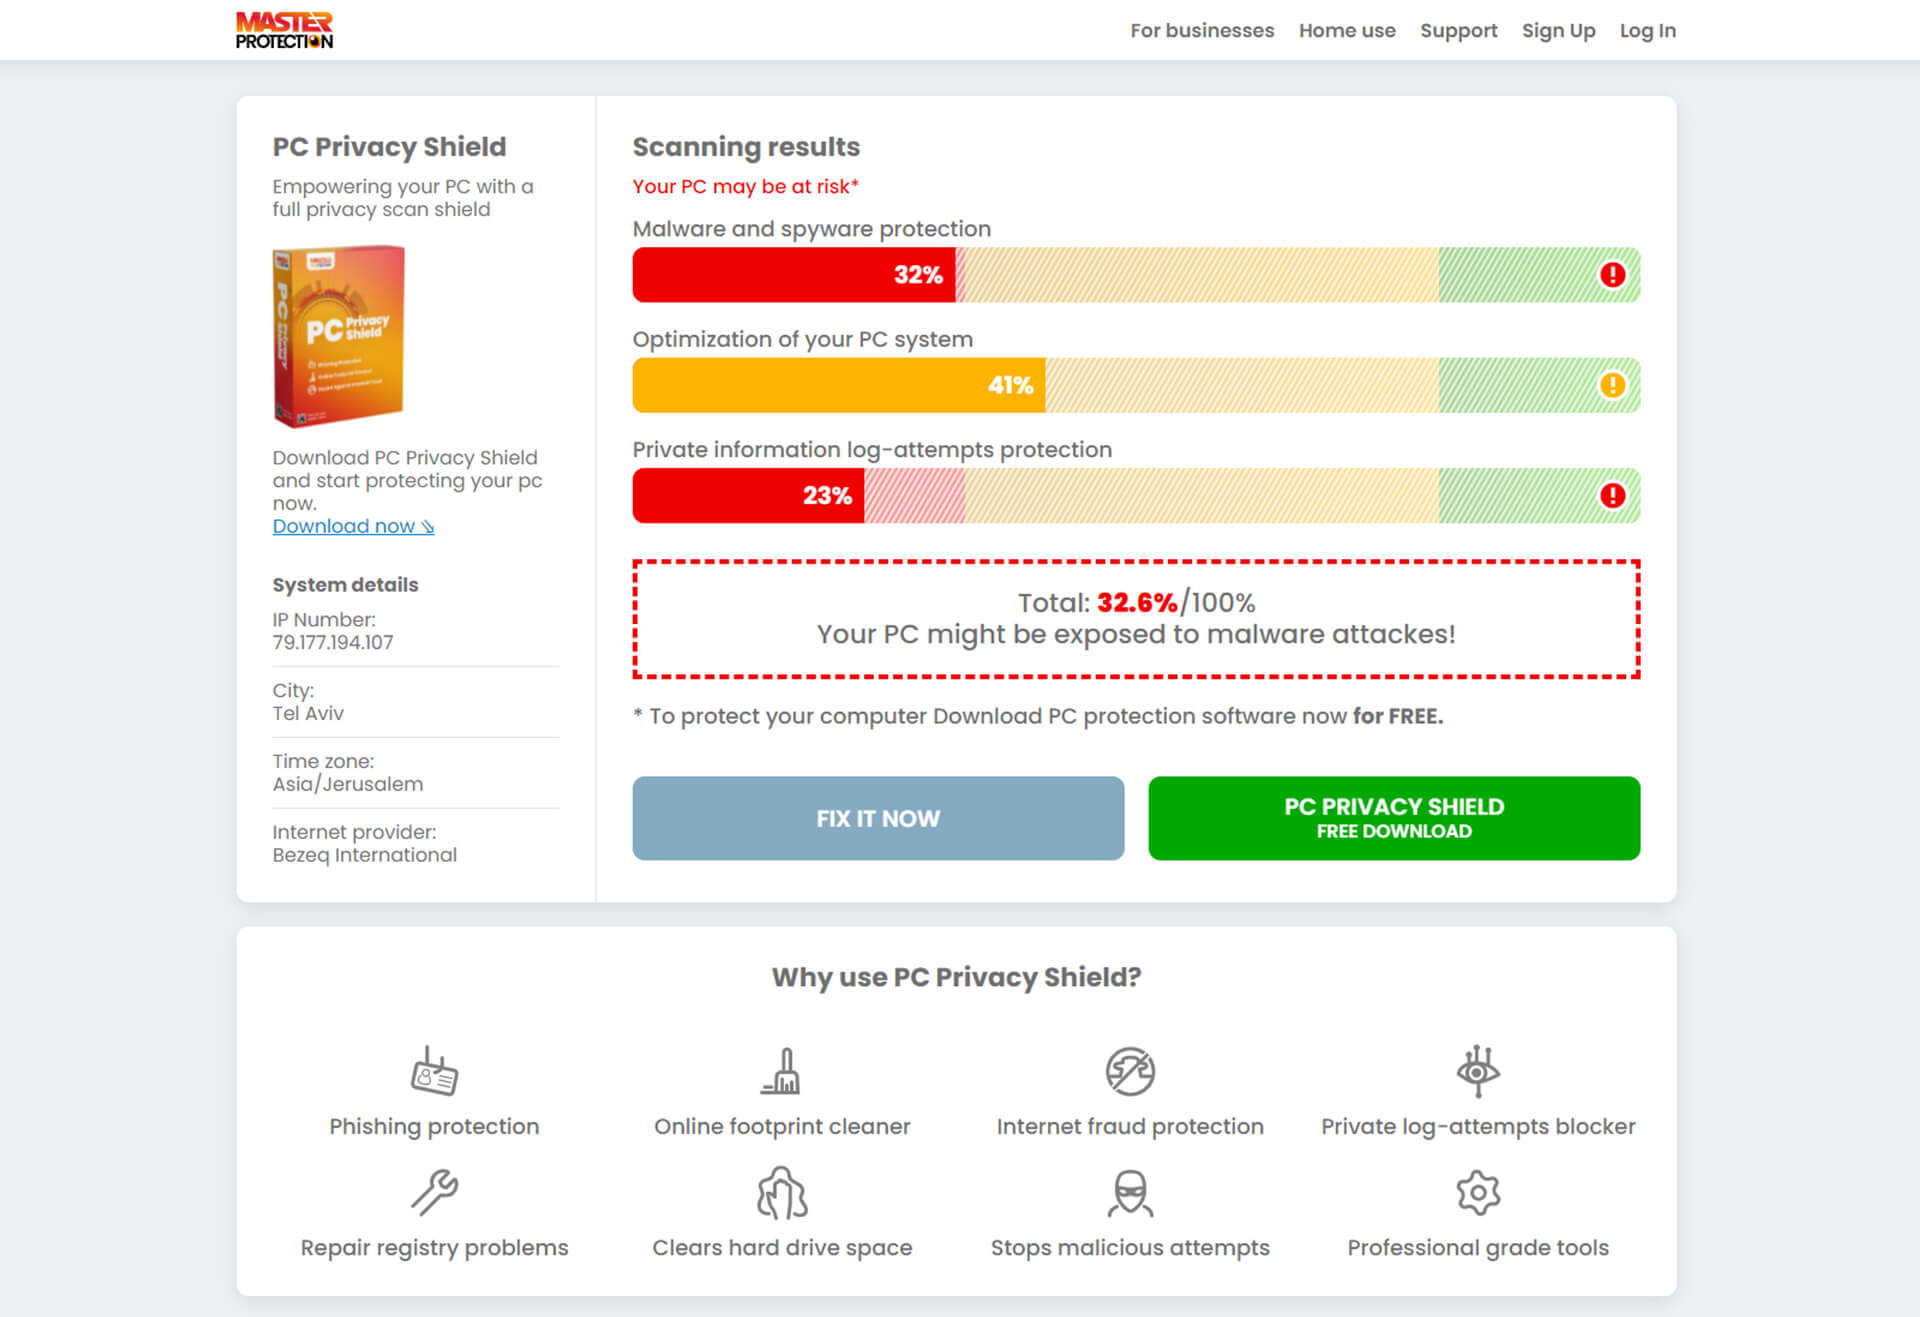 MASTER
PROTECTION
For businesses
Home use
Support
Sign Up
Log In
PC Privacy Shield
Empowering your PC with a
full privacy scan shield
PC Privacy
Shield
PC Privacy
Shield
Download PC Privacy Shield
and start protecting your pc
now.
Download now ⇘
System details
IP Number:
79.177.194.107
City:
Tel Aviv
Time zone:
Asia/Jerusalem
Internet provider:
Bezeq International
Scanning results
Your PC may be at risk*
Malware and spyware protection
32%
Optimization of your PC system
41%
Private information log-attempts protection
23%
Total: 32.6%/100%
Your PC might be exposed to malware attackes!
* To protect your computer Download PC protection software now for FREE.
FIX IT NOW
PC PRIVACY SHIELD
FREE DOWNLOAD
Why use PC Privacy Shield?
Phishing protection
Online footprint cleaner
Internet fraud protection
Private log-attempts blocker
Repair registry problems
Clears hard drive space
Stops malicious attempts
Professional grade tools